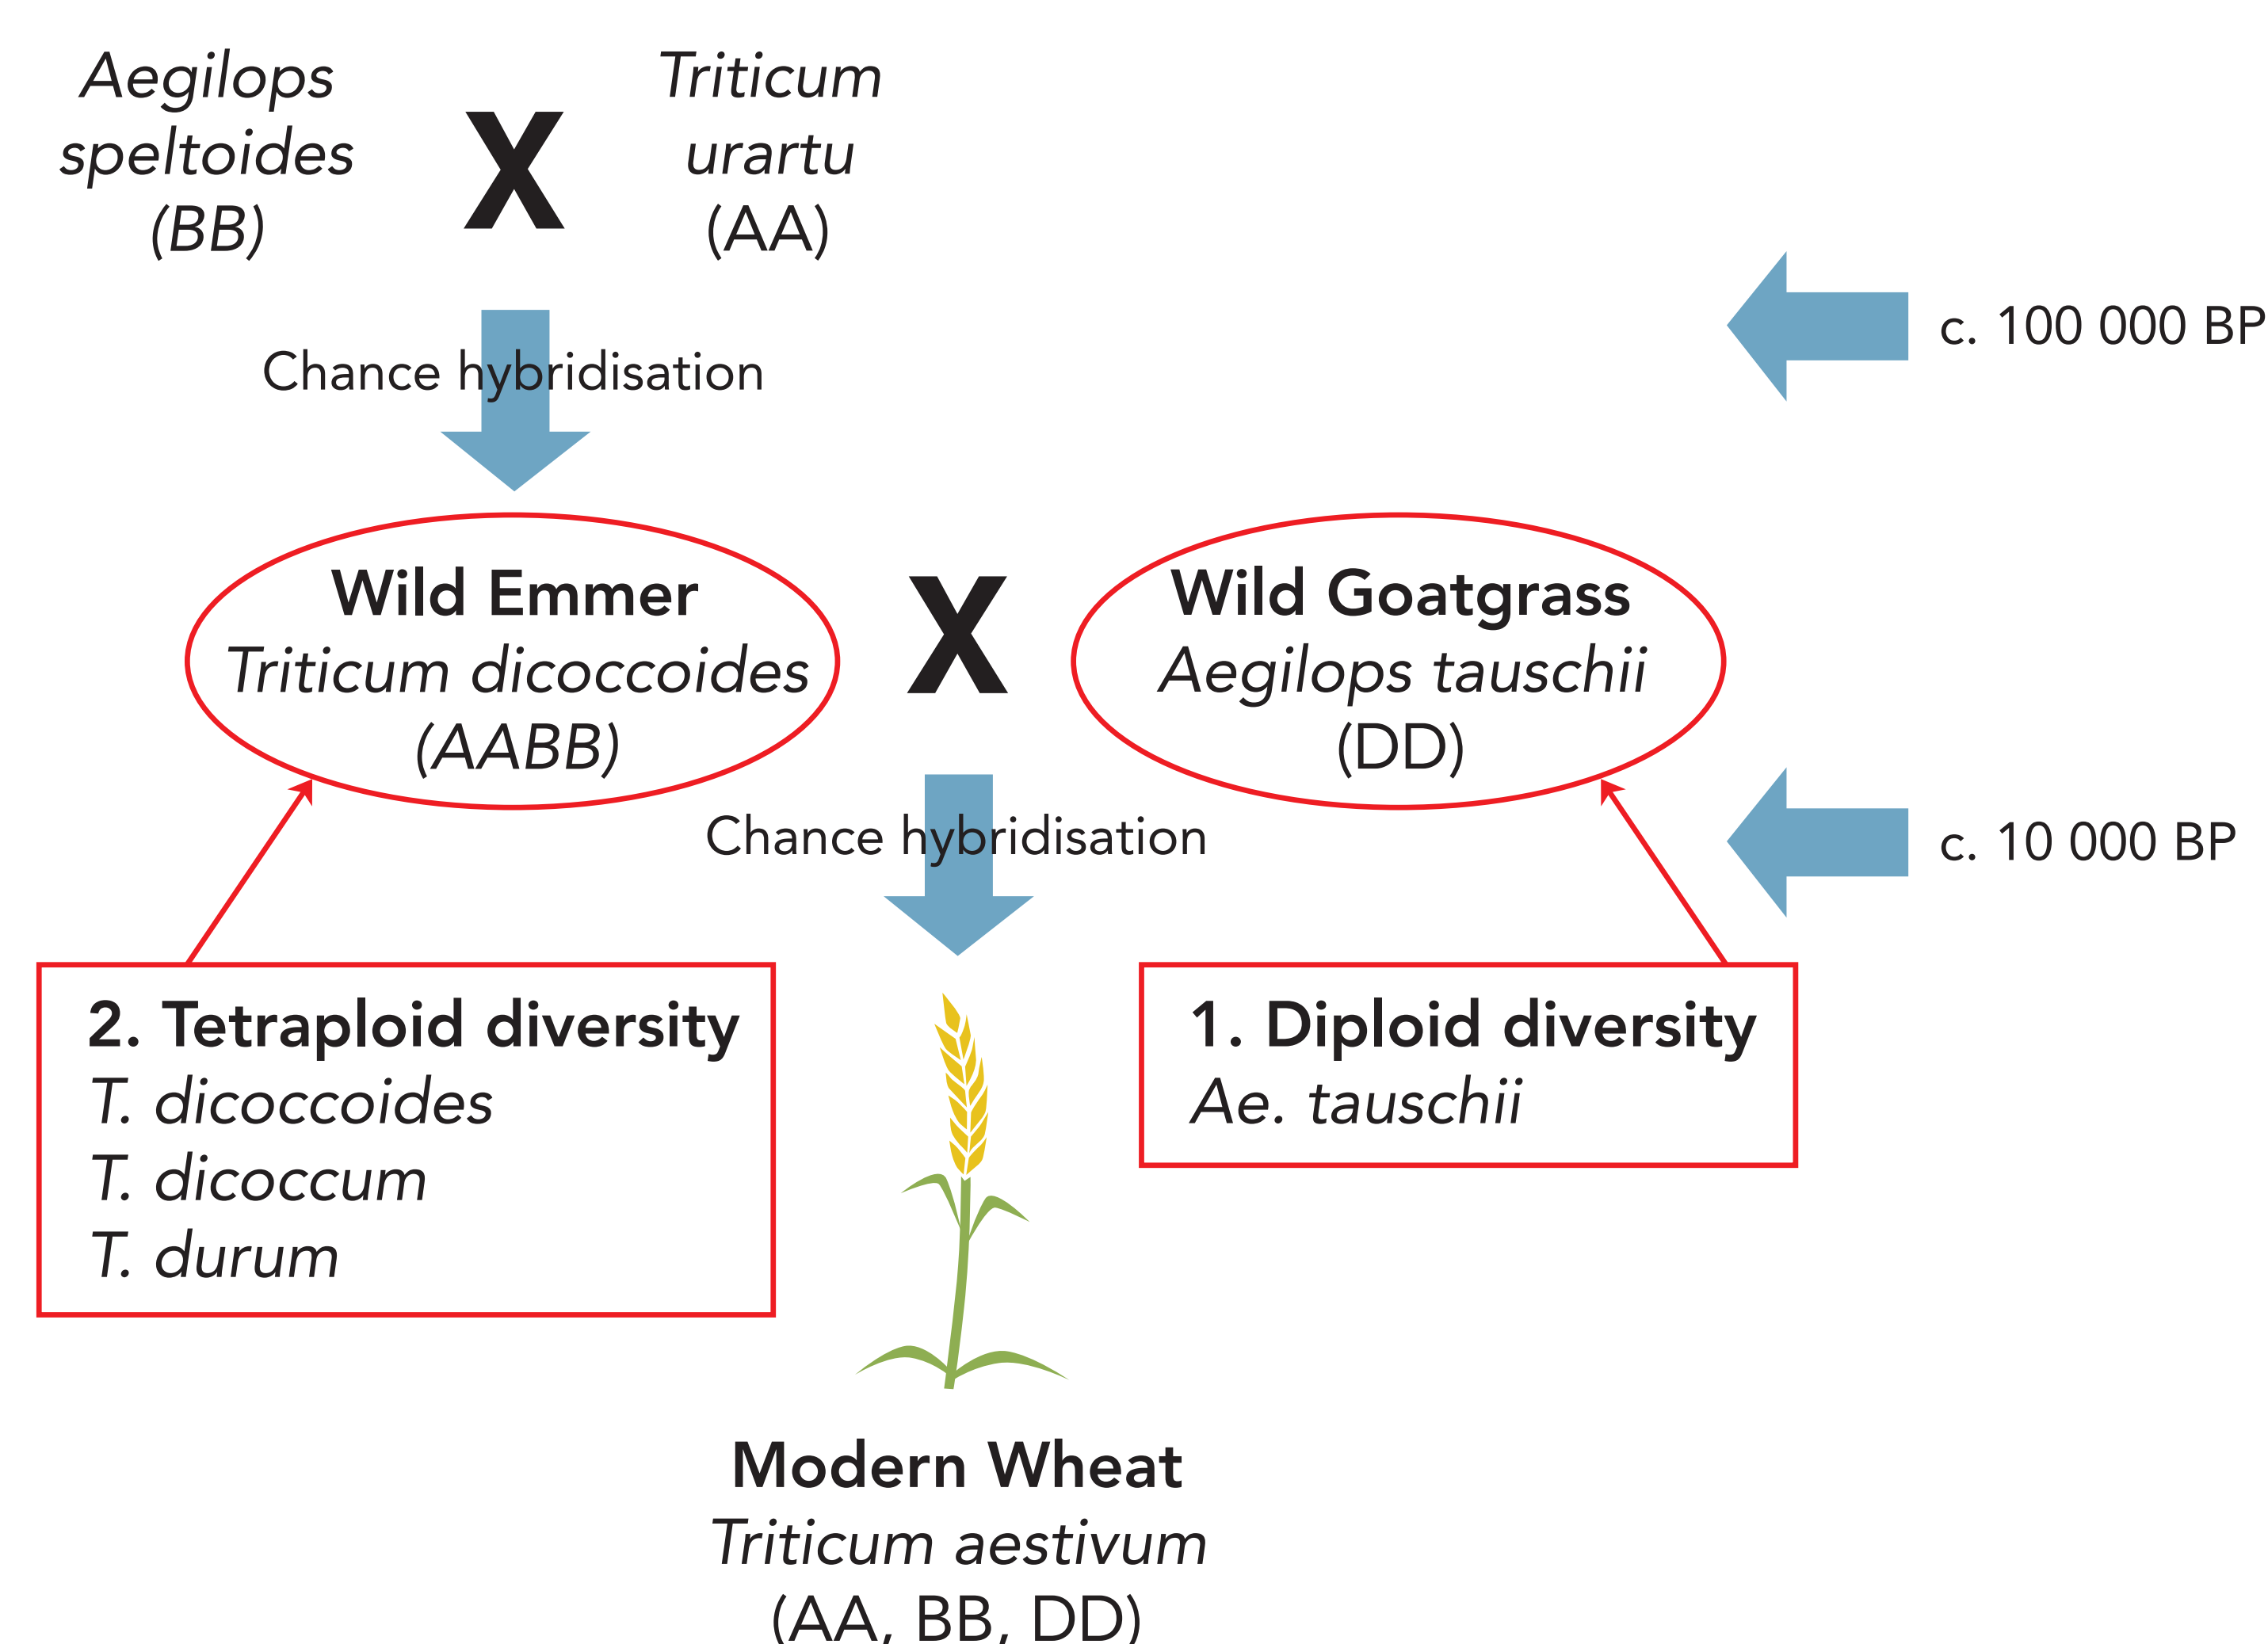 Aegilops
speltoides
(BB)
X
Triticum
urartu
(AA)
c. 100 000 BP
Chance hybridisation
Wild Emmer
Triticum dicoccoides
(AABB)
X
Wild Goatgrass
Aegilops tauschii
(DD)
Chance hybridisation
c. 10 000 BP
2. Tetraploid diversity
T. dicoccoides
T. dicoccum
T. durum
1. Diploid diversity
Ae. tauschii
Modern Wheat
Triticum aestivum
(AA, BB, DD)